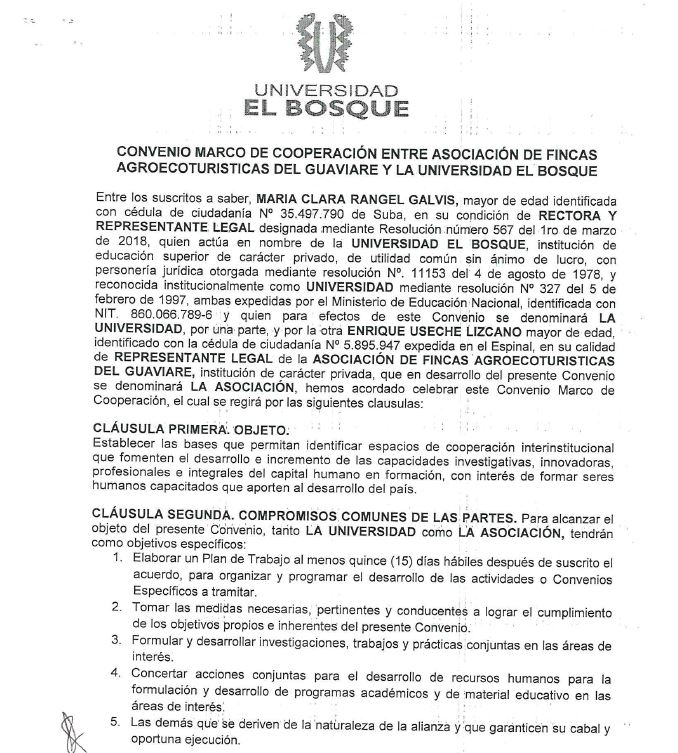 UNIVERSIDAD
EL BOSQUE
CONVENIO MARCO DE COOPERACIÓN ENTRE ASOCIACIÓN DE FINCAS
AGROECOTURISTICAS DEL GUAVIARE Y LA UNIVERSIDAD EL BOSQUE
Entre los suscritos a saber, MARIA CLARA RANGEL GALVIS, mayor de edad identificada
con cédula de ciudadanía Nº 35.497.790 de Suba, en su condición de RECTORA Y
REPRESENTANTE LEGAL designada mediante Resolución número 567 del 1ro de marzo
de 2018, quien actúa en nombre de la UNIVERSIDAD EL BOSQUE, institución de
educación superior de carácter privado, de utilidad común sin ánimo de lucro, con
personería jurídica otorgada mediante resolución Nº. 11153 del 4 de agosto de 1978, y
reconocida institucionalmente como UNIVERSIDAD mediante resolución Nº 327 del 5 de
febrero de 1997, ambas expedidas por el Ministerio de Educación Nacional, identificada con
NIT. 860.066.789-6 y quien para efectos de este Convenio se denominará LA
UNIVERSIDAD, por una parte, y por la otra ENRIQUE USECHE LIZCANO mayor de edad,
identificado con la cédula de ciudadanía Nº 5.895.947 expedida en el Espinal, en su calidad
de REPRESENTANTE LEGAL de la ASOCIACIÓN DE FINCAS AGROECOTURISTICAS
DEL GUAVIARE, institución de carácter privada, que en desarrollo del presente Convenio
se denominará LA ASOCIACIÓN, hemos acordado celebrar este Convenio Marco de
Cooperación, el cual se regirá por las siguientes clausulas:
CLÁUSULA PRIMERA. OBJETO.
Establecer las bases que permitan identificar espacios de cooperación interinstitucional
que fomenten el desarrollo e incremento de las capacidades investigativas, innovadoras,
profesionales e integrales del capital humano en formación, con interés de formar seres
humanos capacitados que aporten al desarrollo del país.
CLÁUSULA SEGUNDA. COMPROMISOS COMUNES DE LAS PARTES. Para alcanzar el
objeto del presente Convenio, tanto LA UNIVERSIDAD como LA ASOCIACIÓN, tendrán
como objetivos específicos:
1. Elaborar un Plan de Trabajo al menos quince (15) días hábiles después de suscrito el
acuerdo, para organizar y programar el desarrollo de las actividades o Convenios
Específicos a tramitar.
2. Tomar las medidas necesarias, pertinentes y conducentes a lograr el cumplimiento
de los objetivos propios e inherentes del presente Convenio.
3. Formular y desarrollar investigaciones, trabajos y prácticas conjuntas en las áreas de
interés.
4. Concertar acciones conjuntas para el desarrollo de recursos humanos para la
formulación y desarrollo de programas académicos y de material educativo en las
áreas de interés.
5. Las demás que se deriven de la naturaleza de la alianza y que garanticen su cabal y
oportuna ejecución.